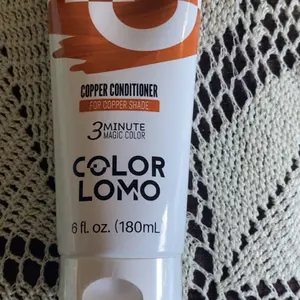 COPPER CONDITIONER
FOR COPPER SHADE
3 MINUTE
MAGIC COLOR
COLOR
LOMO
6 fl. oz. (180mL